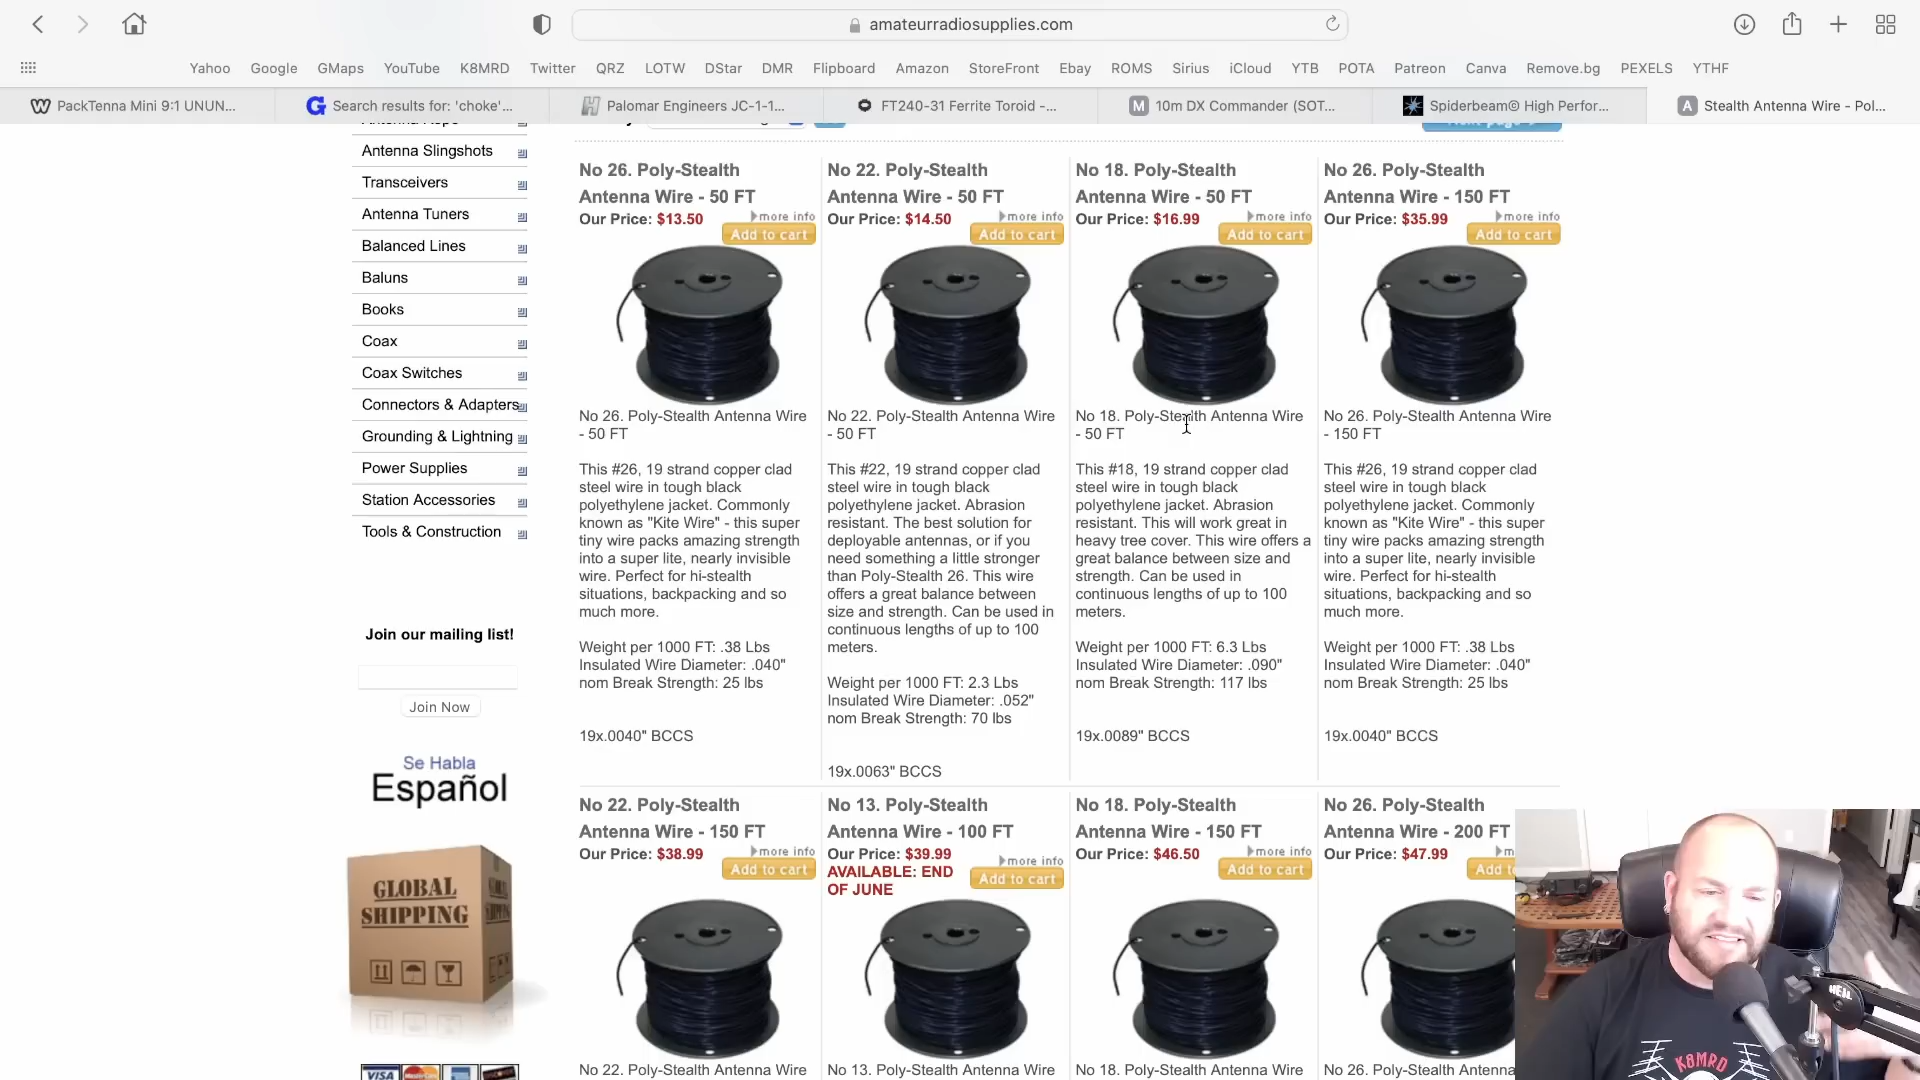 amateurradiosupplies.com
Yahoo Google GMaps YouTube K8MRD Twitter QRZ LOTW DStar DMR Flipboard Amazon StoreFront Ebay ROMS Sirius iCloud YTB POTA Patreon Canva Remove.bg PEXELS YTHF
PackTenna Mini 9:1 UNUN...
Search results for: 'choke'...
Palomar Engineers JC-1-1...
FT240-31 Ferrite Toroid -...
10m DX Commander (SOT...
Spiderbeam© High Perfor...
Stealth Antenna Wire - Pol...
Antenna Slingshots
Transceivers
Antenna Tuners
Balanced Lines
Baluns
Books
Coax
Coax Switches
Connectors & Adapters
Grounding & Lightning
Power Supplies
Station Accessories
Tools & Construction
Join our mailing list!
Join Now
Se Habla
Español
GLOBAL
SHIPPING
VISA
No 26. Poly-Stealth
Antenna Wire - 50 FT
Our Price: $13.50
more info
Add to cart
No 26. Poly-Stealth Antenna Wire
- 50 FT
This #26, 19 strand copper clad
steel wire in tough black
polyethylene jacket. Commonly
known as "Kite Wire" - this super
tiny wire packs amazing strength
into a super lite, nearly invisible
wire. Perfect for hi-stealth
situations, backpacking and so
much more.
Weight per 1000 FT: .38 Lbs
Insulated Wire Diameter: .040"
nom Break Strength: 25 lbs
19x.0040" BCCS
No 22. Poly-Stealth
Antenna Wire - 50 FT
Our Price: $14.50
more info
Add to cart
No 22. Poly-Stealth Antenna Wire
- 50 FT
This #22, 19 strand copper clad
steel wire in tough black
polyethylene jacket. Abrasion
resistant. The best solution for
deployable antennas, or if you
need something a little stronger
than Poly-Stealth 26. This wire
offers a great balance between
size and strength. Can be used in
continuous lengths of up to 100
meters.
Weight per 1000 FT: 2.3 Lbs
Insulated Wire Diameter: .052"
nom Break Strength: 70 lbs
19x.0063" BCCS
No 18. Poly-Stealth
Antenna Wire - 50 FT
Our Price: $16.99
more info
Add to cart
No 18. Poly-Stealth Antenna Wire
- 50 FT
This #18, 19 strand copper clad
steel wire in tough black
polyethylene jacket. Abrasion
resistant. This will work great in
heavy tree cover. This wire offers a
great balance between size and
strength. Can be used in
continuous lengths of up to 100
meters.
Weight per 1000 FT: 6.3 Lbs
Insulated Wire Diameter: .090"
nom Break Strength: 117 lbs
19x.0089" BCCS
No 26. Poly-Stealth
Antenna Wire - 150 FT
Our Price: $35.99
more info
Add to cart
No 26. Poly-Stealth Antenna Wire
- 150 FT
This #26, 19 strand copper clad
steel wire in tough black
polyethylene jacket. Commonly
known as "Kite Wire" - this super
tiny wire packs amazing strength
into a super lite, nearly invisible
wire. Perfect for hi-stealth
situations, backpacking and so
much more.
Weight per 1000 FT: .38 Lbs
Insulated Wire Diameter: .040"
nom Break Strength: 25 lbs
19x.0040" BCCS
No 22. Poly-Stealth
Antenna Wire - 150 FT
Our Price: $38.99
more info
Add to cart
No 22. Poly-Stealth Antenna Wire
No 13. Poly-Stealth
Antenna Wire - 100 FT
Our Price: $39.99
AVAILABLE: END
OF JUNE
more info
Add to cart
No 13. Poly-Stealth Antenna Wire
No 18. Poly-Stealth
Antenna Wire - 150 FT
Our Price: $46.50
more info
Add to cart
No 18. Poly-Stealth Antenna Wire
No 26. Poly-Stealth
Antenna Wire - 200 FT
Our Price: $47.99
Add
No 26. Poly-Stealth Antenna Wire
HEIL
K8MRD